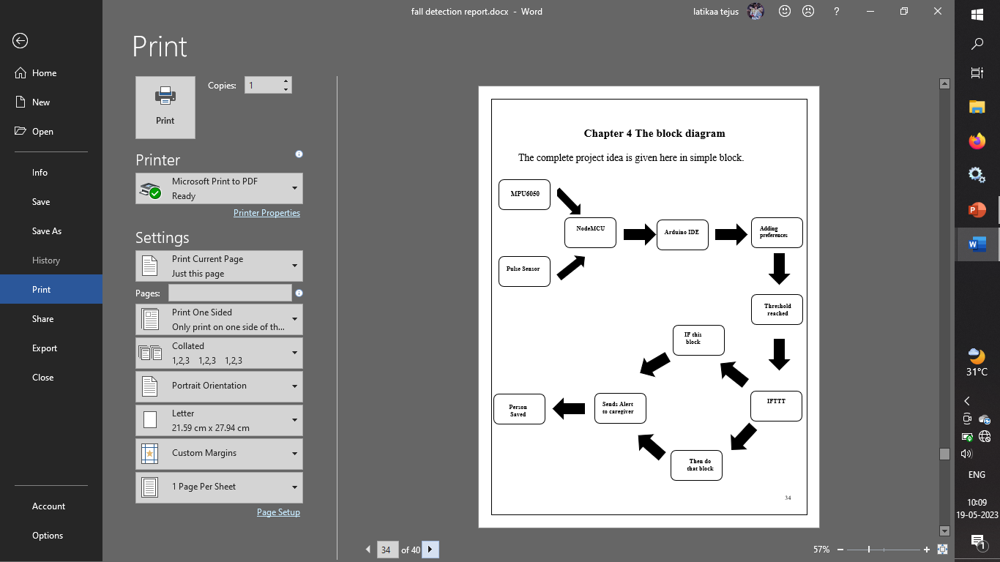 fall detection report.docx - Word
latikaa tejus
?
Print
Home
New
Open
Info
Save
Save As
History
Print
Share
Export
Close
Account
Options
Print
Copies:
1
Printer
Microsoft Print to PDF
Ready
Printer Properties
Settings
Print Current Page
Just this page
Pages:
Print One Sided
Only print on one side of th...
Collated
1,2,3 1,2,3 1,2,3
Portrait Orientation
Letter
21.59 cm x 27.94 cm
Custom Margins
1 Page Per Sheet
Page Setup
Chapter 4 The block diagram
The complete project idea is given here in simple block.
MPU6050
NodeMCU
Arduino IDE
Adding
preferences
Pulse Sensor
Threshold
reached
IF this
block
IFTTT
Sends Alert
to caregiver
Person
Saved
Then do
that block
34
34 of 40
57%
P
W
31°C
ENG
10:09
19-05-2023
1